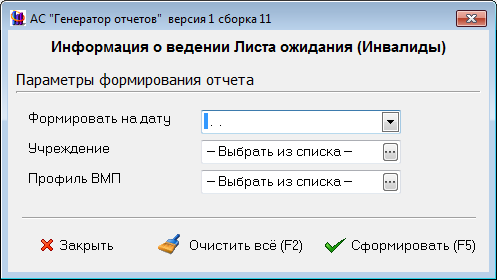 АС "Генератор отчетов" версия 1 сборка 11
Информация о ведении Листа ожидания (Инвалиды)
Параметры формирования отчета
Формировать на дату . .
Учреждение –Выбрать из списка– ...
Профиль ВМП –Выбрать из списка– ...
Закрыть Очистить всё (F2) Сформировать (F5)